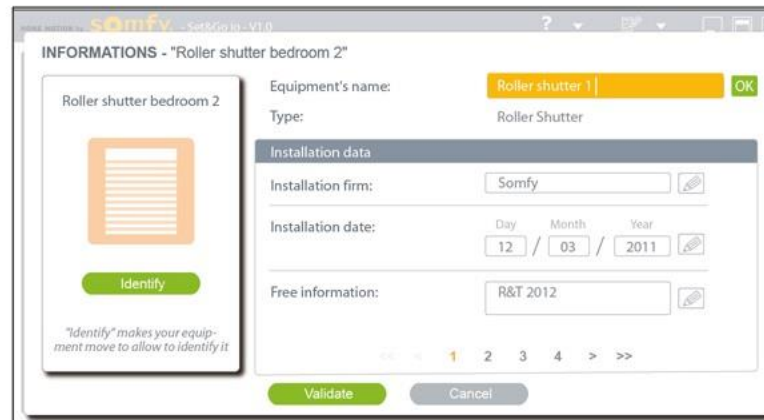 HOME MOTION by somfy. - Set&Go io - V1.0 ?
INFORMATIONS - "Roller shutter bedroom 2"
Roller shutter bedroom 2
Identify
"Identify" makes your equip-
ment move to allow to identify it
Equipment's name: Roller shutter 1 OK
Type: Roller Shutter
Installation data
Installation firm: Somfy
Installation date:
Day Month Year
12 / 03 / 2011
Free information: R&T 2012
<< < 1 2 3 4 > >>
Validate Cancel